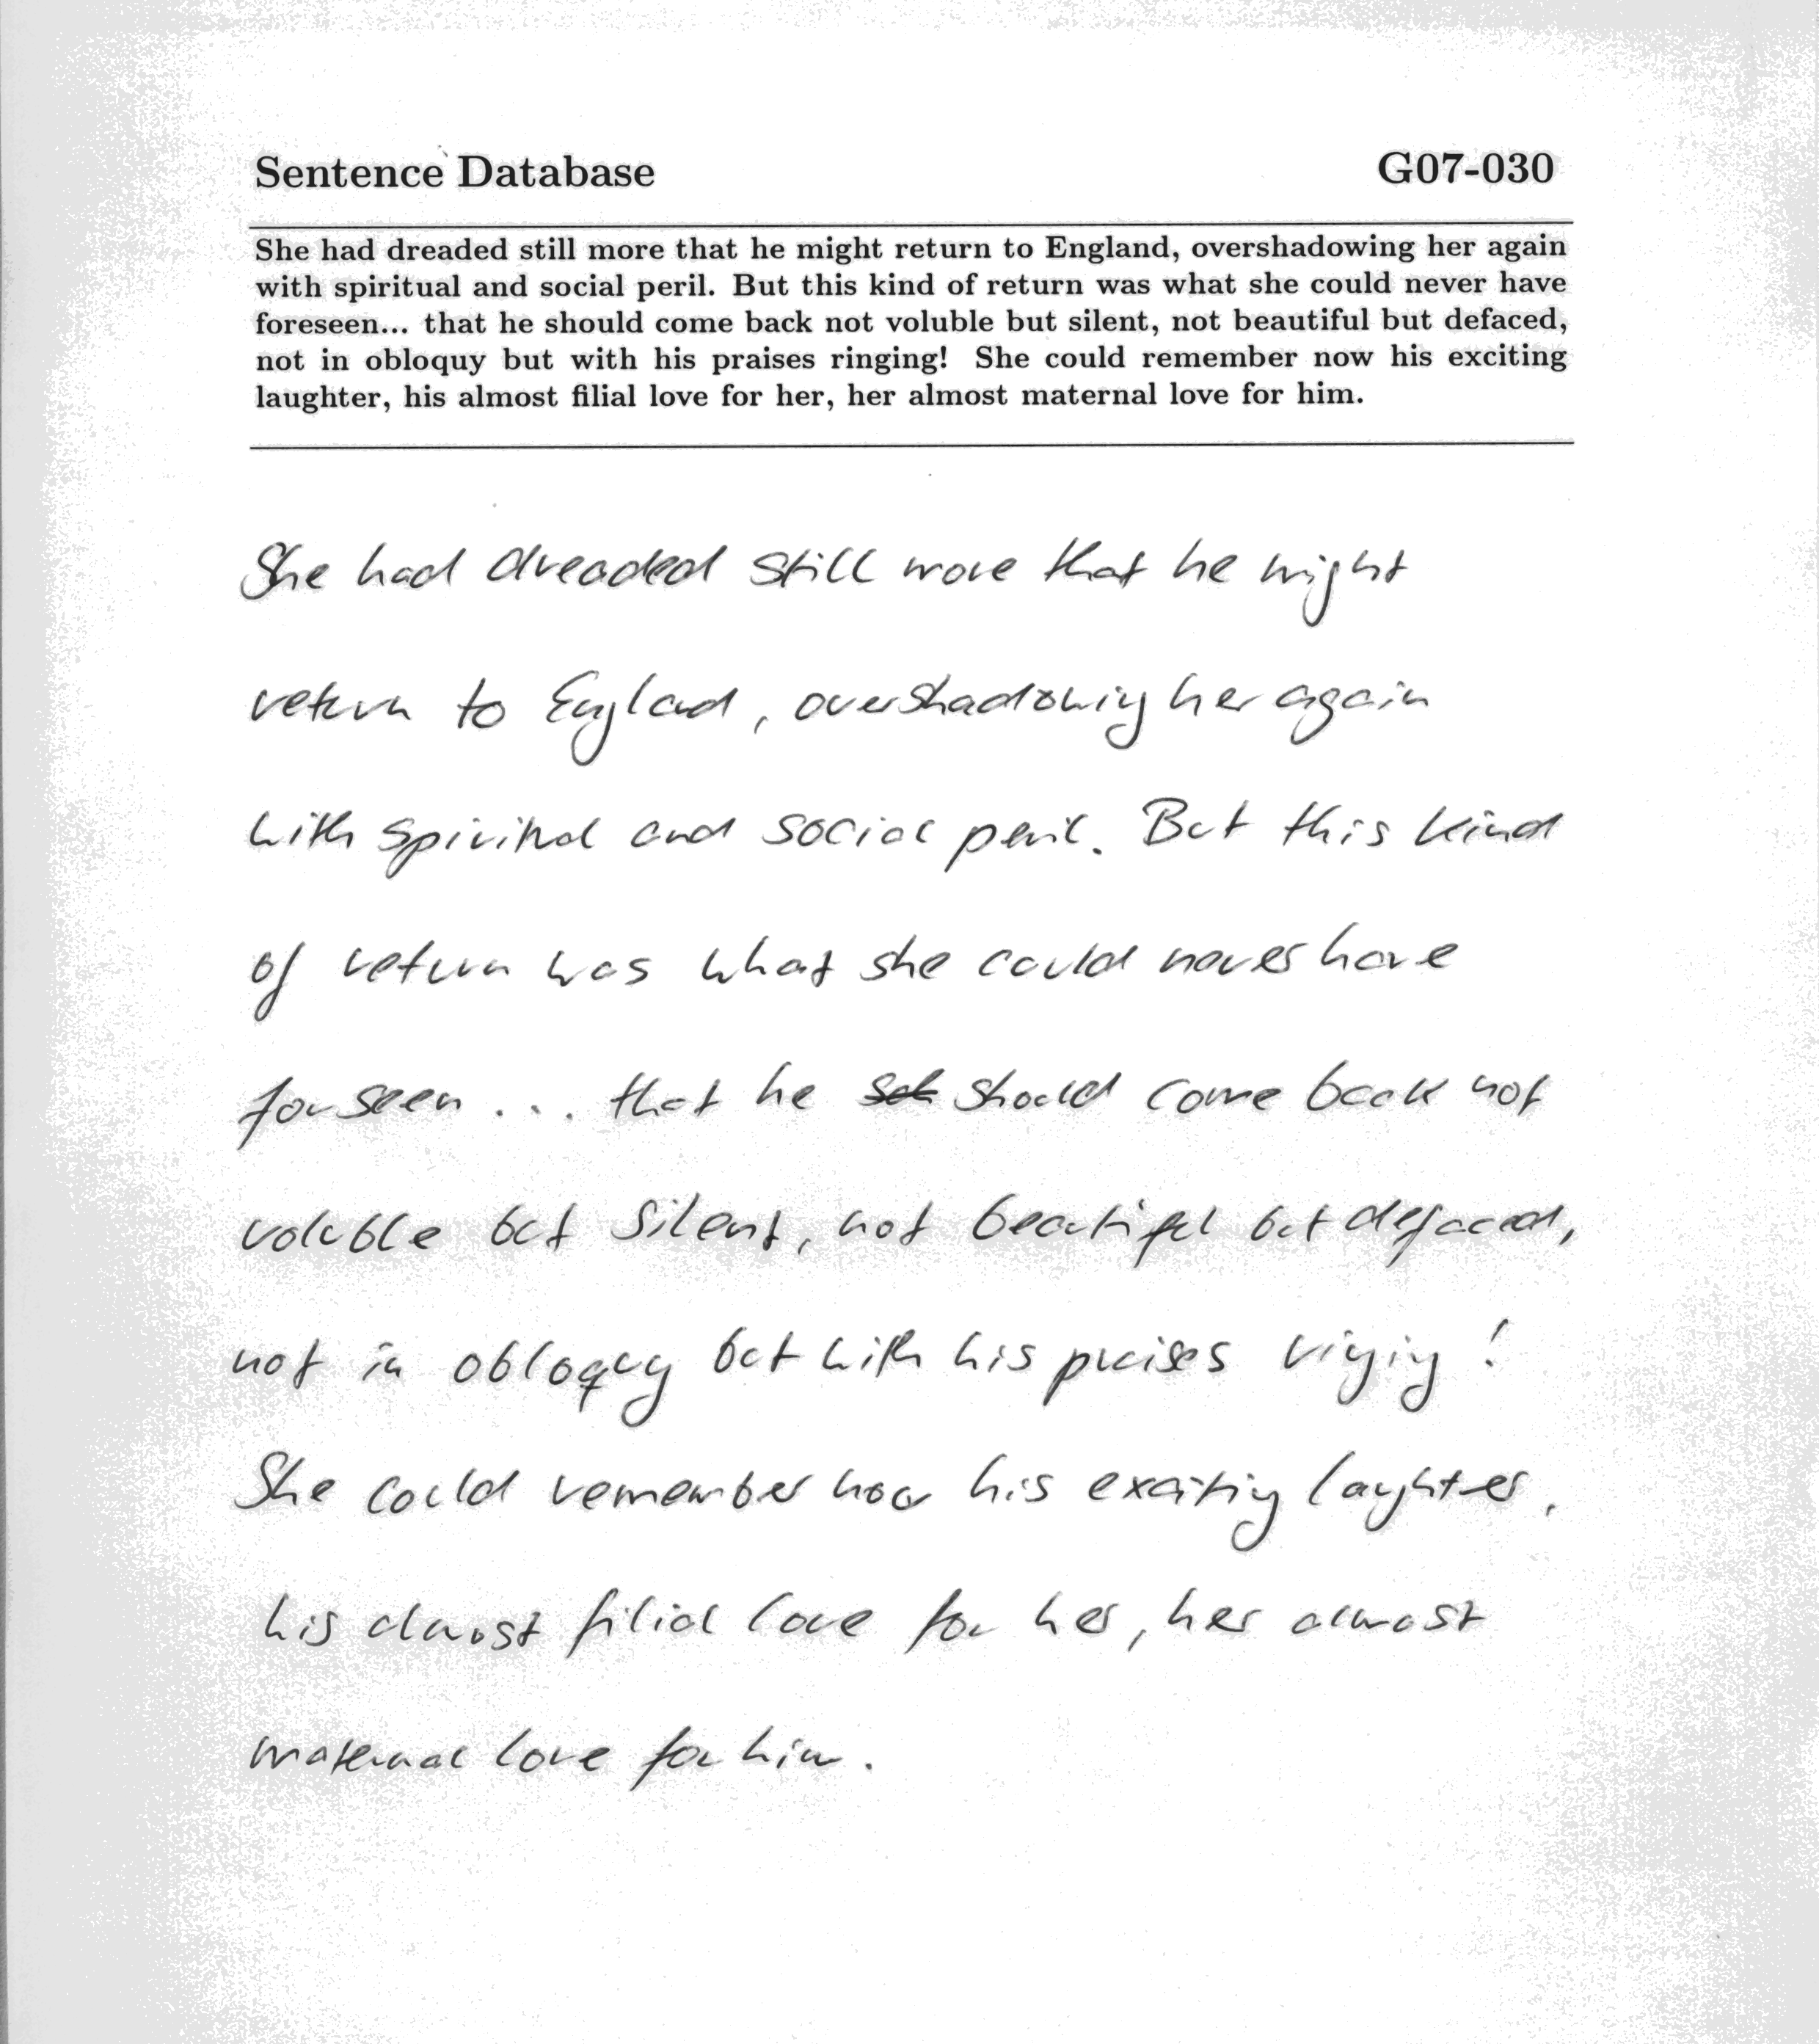 Sentence Database
G07-030
She had dreaded still more that he might return to England, overshadowing her again
with spiritual and social peril. But this kind of return was what she could never have
foreseen... that he should come back not voluble but silent, not beautiful but defaced,
not in obloquy but with his praises ringing! She could remember now his exciting
laughter, his almost filial love for her, her almost maternal love for him.
She had dreaded still more that he might
return to England, overshadowing her again
with spiritual and social peril. But this kind
of return was what she could never have
forseen ... that he should come back not
voluble but silent, not beautiful but defaced,
not in obloquy but with his praises ringing!
She could remember now his exciting laughter,
his almost filial love for her, her almost
maternal love for him.